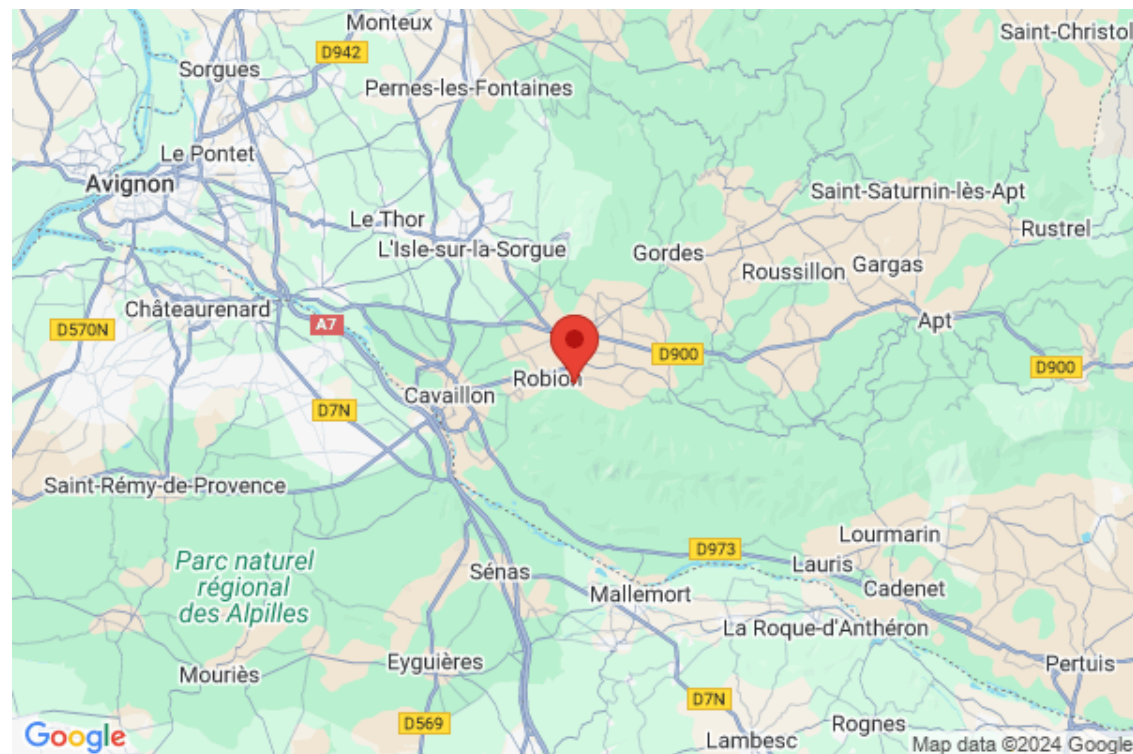 Monteux
Saint-Christol
D942
Sorgues
Pernes-les-Fontaines
Le Pontet
Avignon
Saint-Saturnin-lès-Apt
Le Thor
Rustrel
L'Isle-sur-la-Sorgue
Gordes
Roussillon
Gargas
Châteaurenard
A7
Apt
D570N
D900
D900
Robion
Cavaillon
D7N
Saint-Rémy-de-Provence
Lourmarin
D973
Parc naturel
régional
des Alpilles
Lauris
Sénas
Cadenet
Mallemort
La Roque-d'Anthéron
Eyguières
Pertuis
Mouriès
D7N
D569
Rognes
Google
Lambesc
Map data ©2024 Google